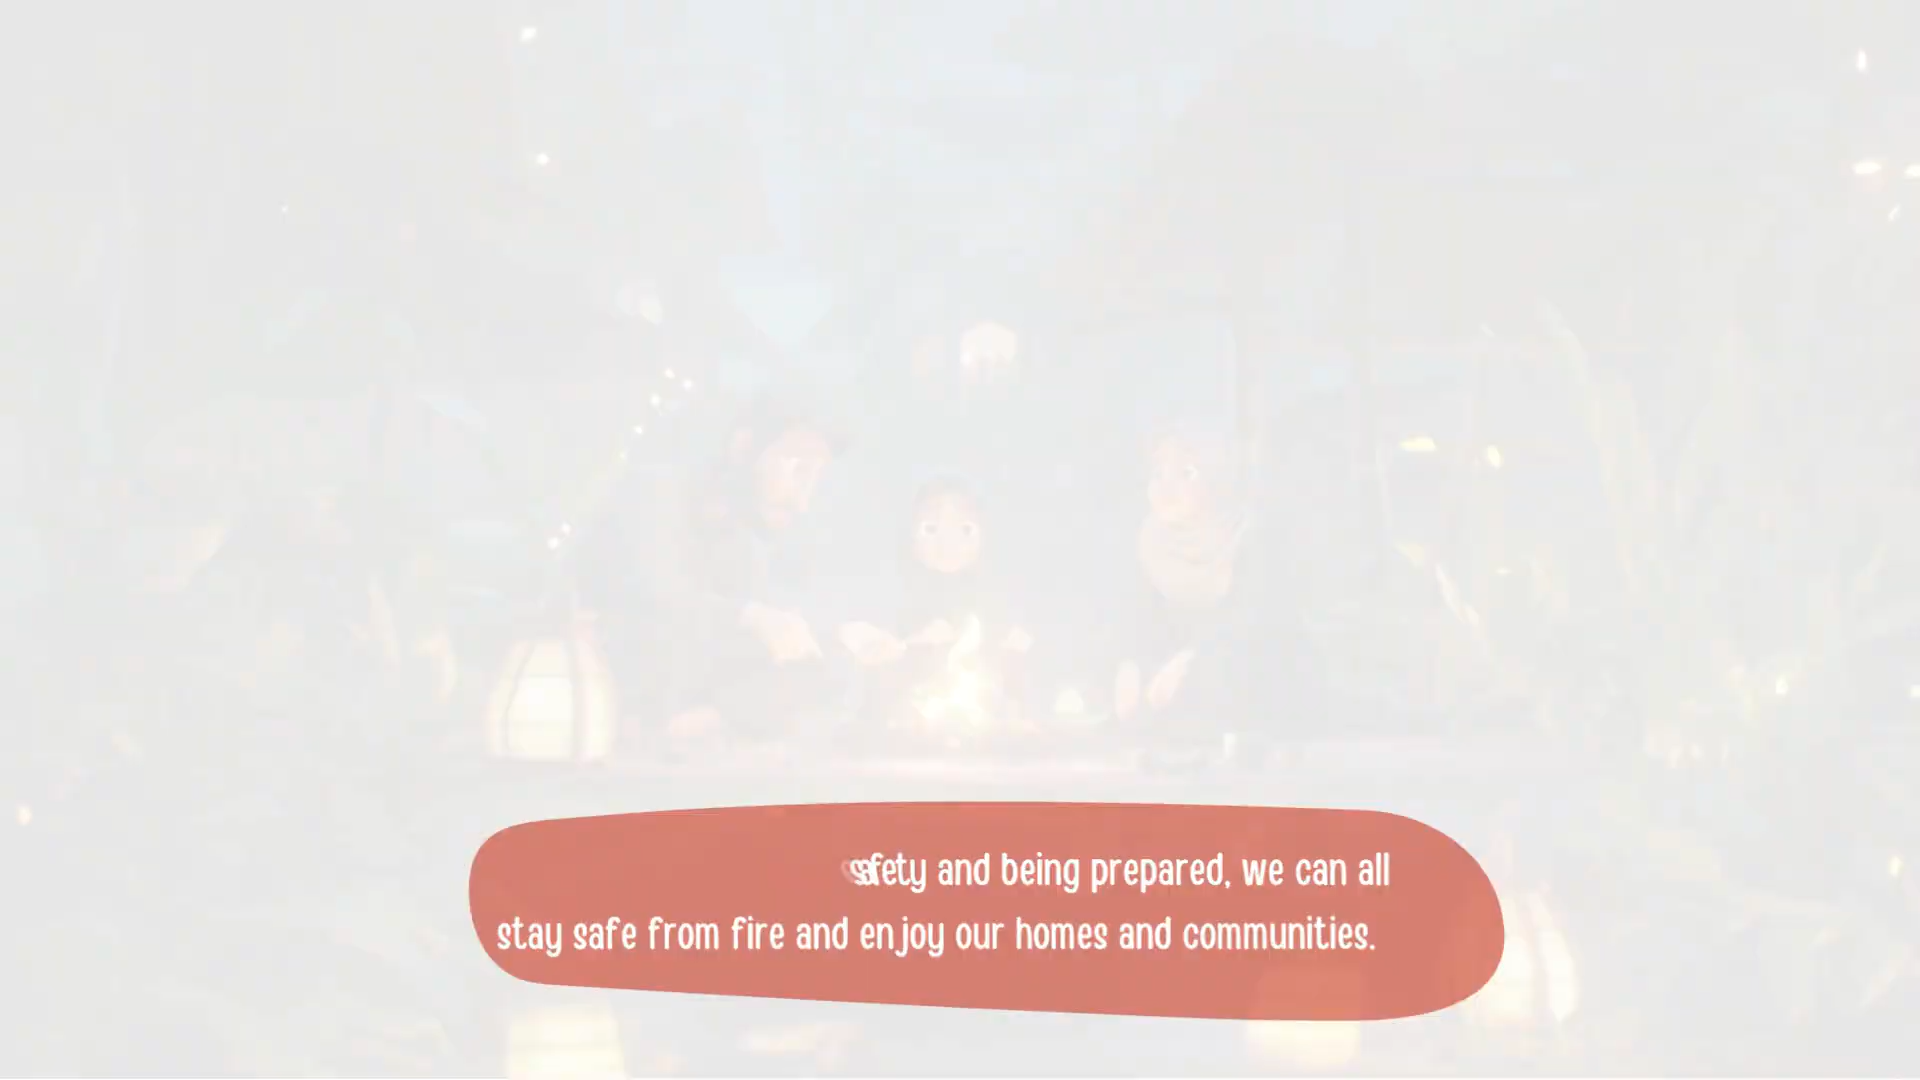 safety and being prepared, we can all
stay safe from fire and enjoy our homes and communities.